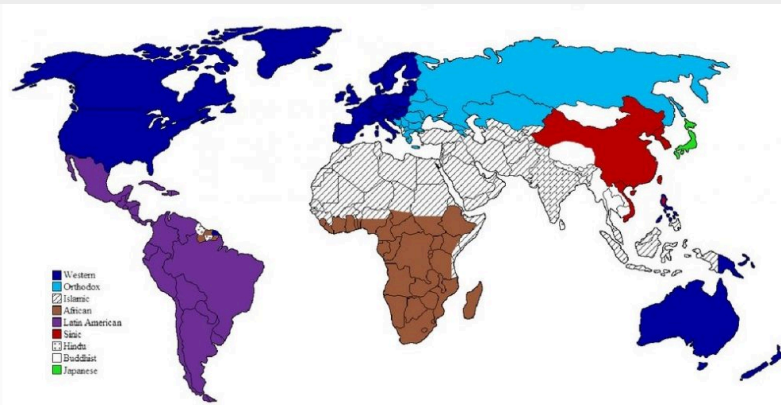 Western
Orthodox
Islamic
African
Latin American
Sinic
Hindu
Buddhist
Japanese